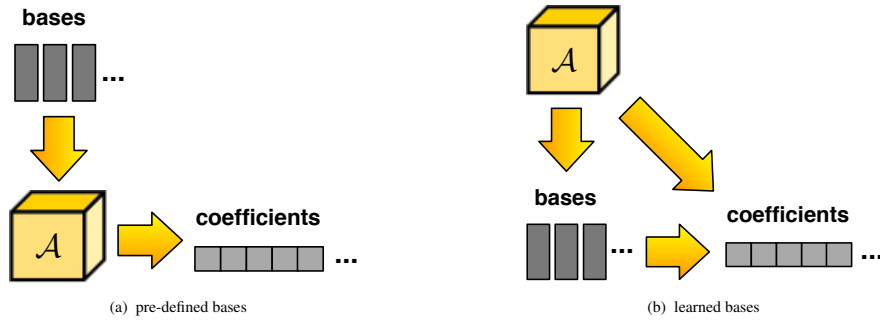 bases
...
A
coefficients
...
(a) pre-defined bases
A
bases
...
coefficients
...
(b) learned bases